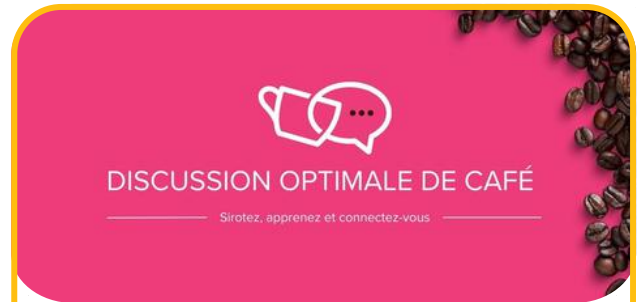 DISCUSSION OPTIMALE DE CAFÉ
Sirotez, apprenez et connectez-vous